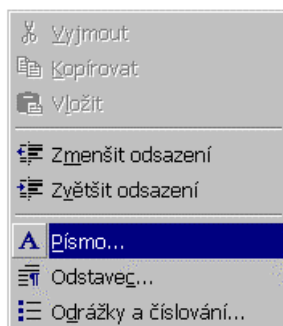 Vyjmout
Kopírovat
Vložit
Zmenšit odsazení
Zvětšit odsazení
Písmo...
Odstavec...
Odrážky a číslování...